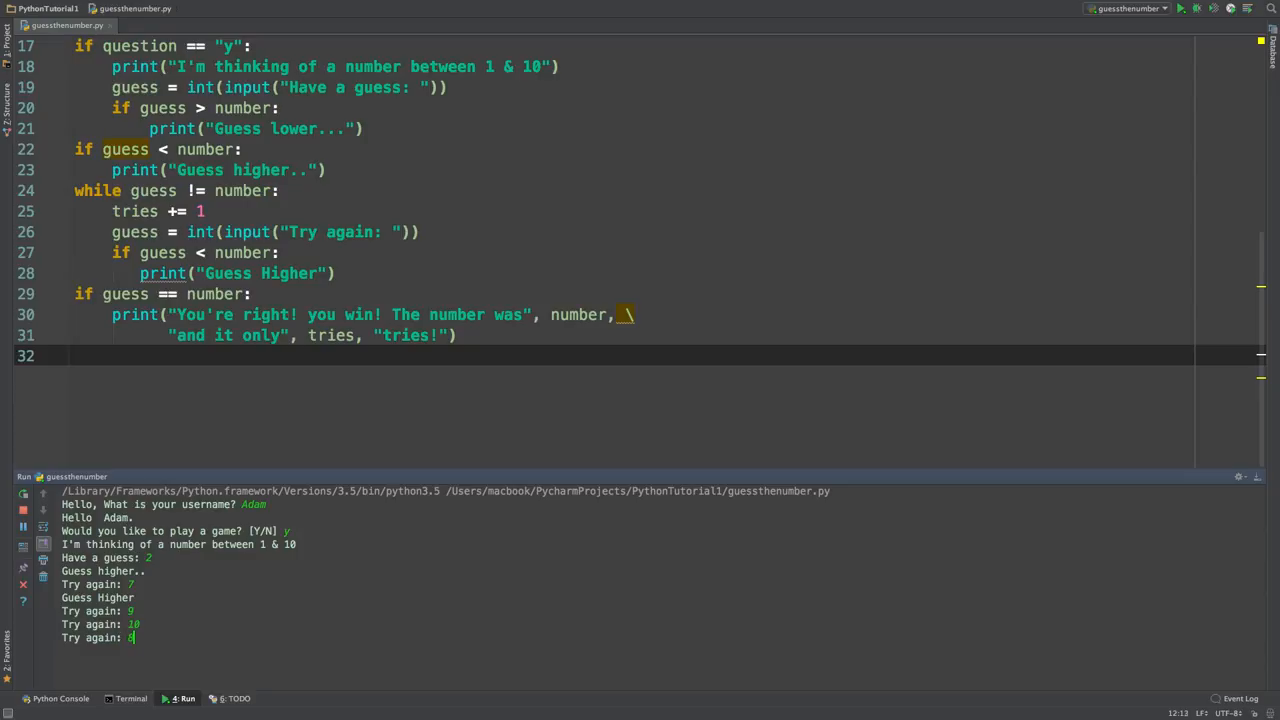 PythonTutorial1 guessthenumber.py guessthenumber
guessthenumber.py
1: Project
Z: Structure
2: Favorites
Database
17 if question == "y":
18 print("I'm thinking of a number between 1 & 10")
19 guess = int(input("Have a guess: "))
20 if guess > number:
21 print("Guess lower...")
22 if guess < number:
23 print("Guess higher..")
24 while guess != number:
25 tries += 1
26 guess = int(input("Try again: "))
27 if guess < number:
28 print("Guess Higher")
29 if guess == number:
30 print("You're right! you win! The number was", number, \
31 "and it only", tries, "tries!")
32
Run guessthenumber
/Library/Frameworks/Python.framework/Versions/3.5/bin/python3.5 /Users/macbook/PycharmProjects/PythonTutorial1/guessthenumber.py
Hello, What is your username? Adam
Hello  Adam.
Would you like to play a game? [Y/N] y
I'm thinking of a number between 1 & 10
Have a guess: 2
Guess higher..
Try again: 7
Guess Higher
Try again: 9
Try again: 10
Try again: 8
Python Console Terminal 4: Run 6: TODO Event Log
12:13 LF÷ UTF-8÷